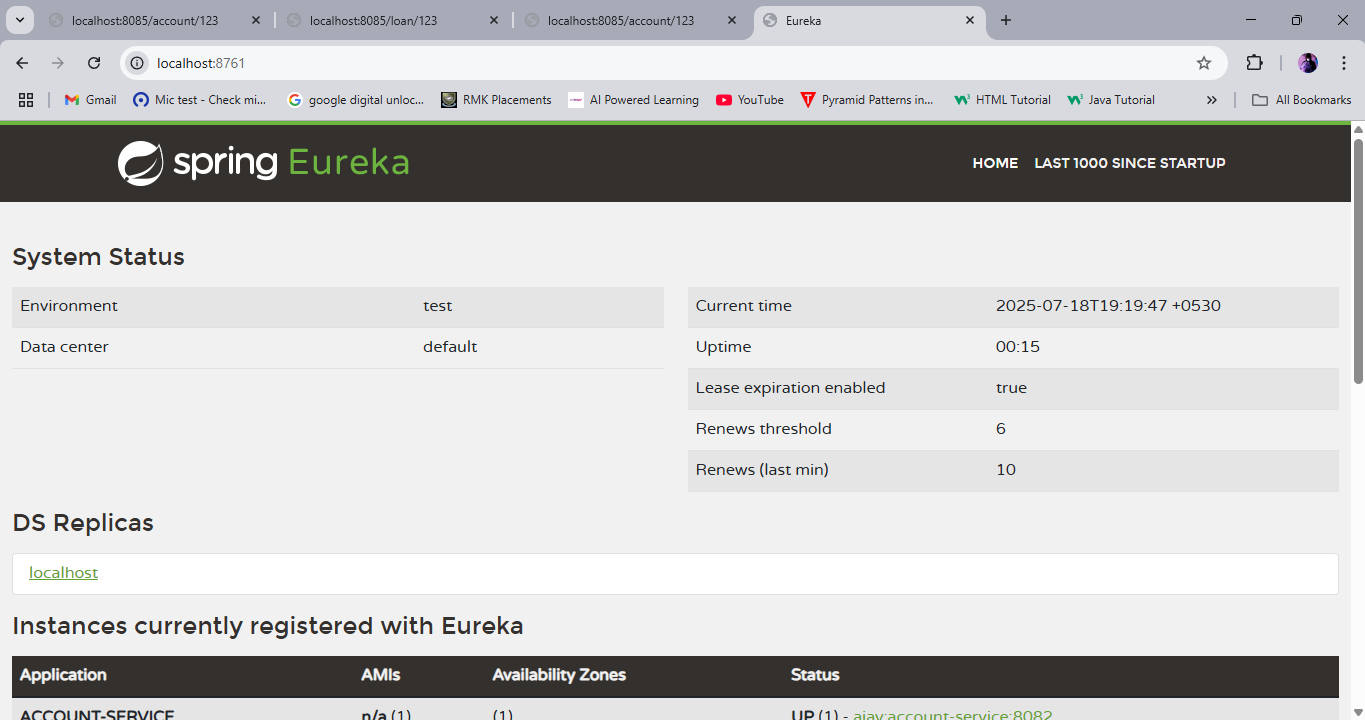 localhost:8085/account/123
localhost:8085/loan/123
localhost:8085/account/123
Eureka
localhost:8761
Gmail
Mic test - Check mi...
google digital unloc...
RMK Placements
AI Powered Learning
YouTube
Pyramid Patterns in...
HTML Tutorial
Java Tutorial
All Bookmarks
spring Eureka
HOME
LAST 1000 SINCE STARTUP
System Status
Environment test
Data center default
Current time 2025-07-18T19:19:47 +0530
Uptime 00:15
Lease expiration enabled true
Renews threshold 6
Renews (last min) 10
DS Replicas
localhost
Instances currently registered with Eureka
Application AMIs Availability Zones Status
ACCOUNT-SERVICE n/a (1) (1) UP (1) - ajay:account-service:8082